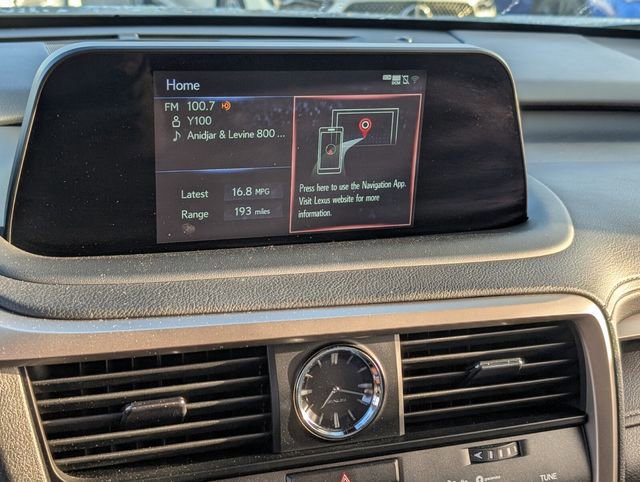 Home
FM 100.7
Y100
Anidjar & Levine 800 ...
Latest 16.8 MPG
Range 193 miles
Press here to use the Navigation App.
Visit Lexus website for more
information.
TUNE